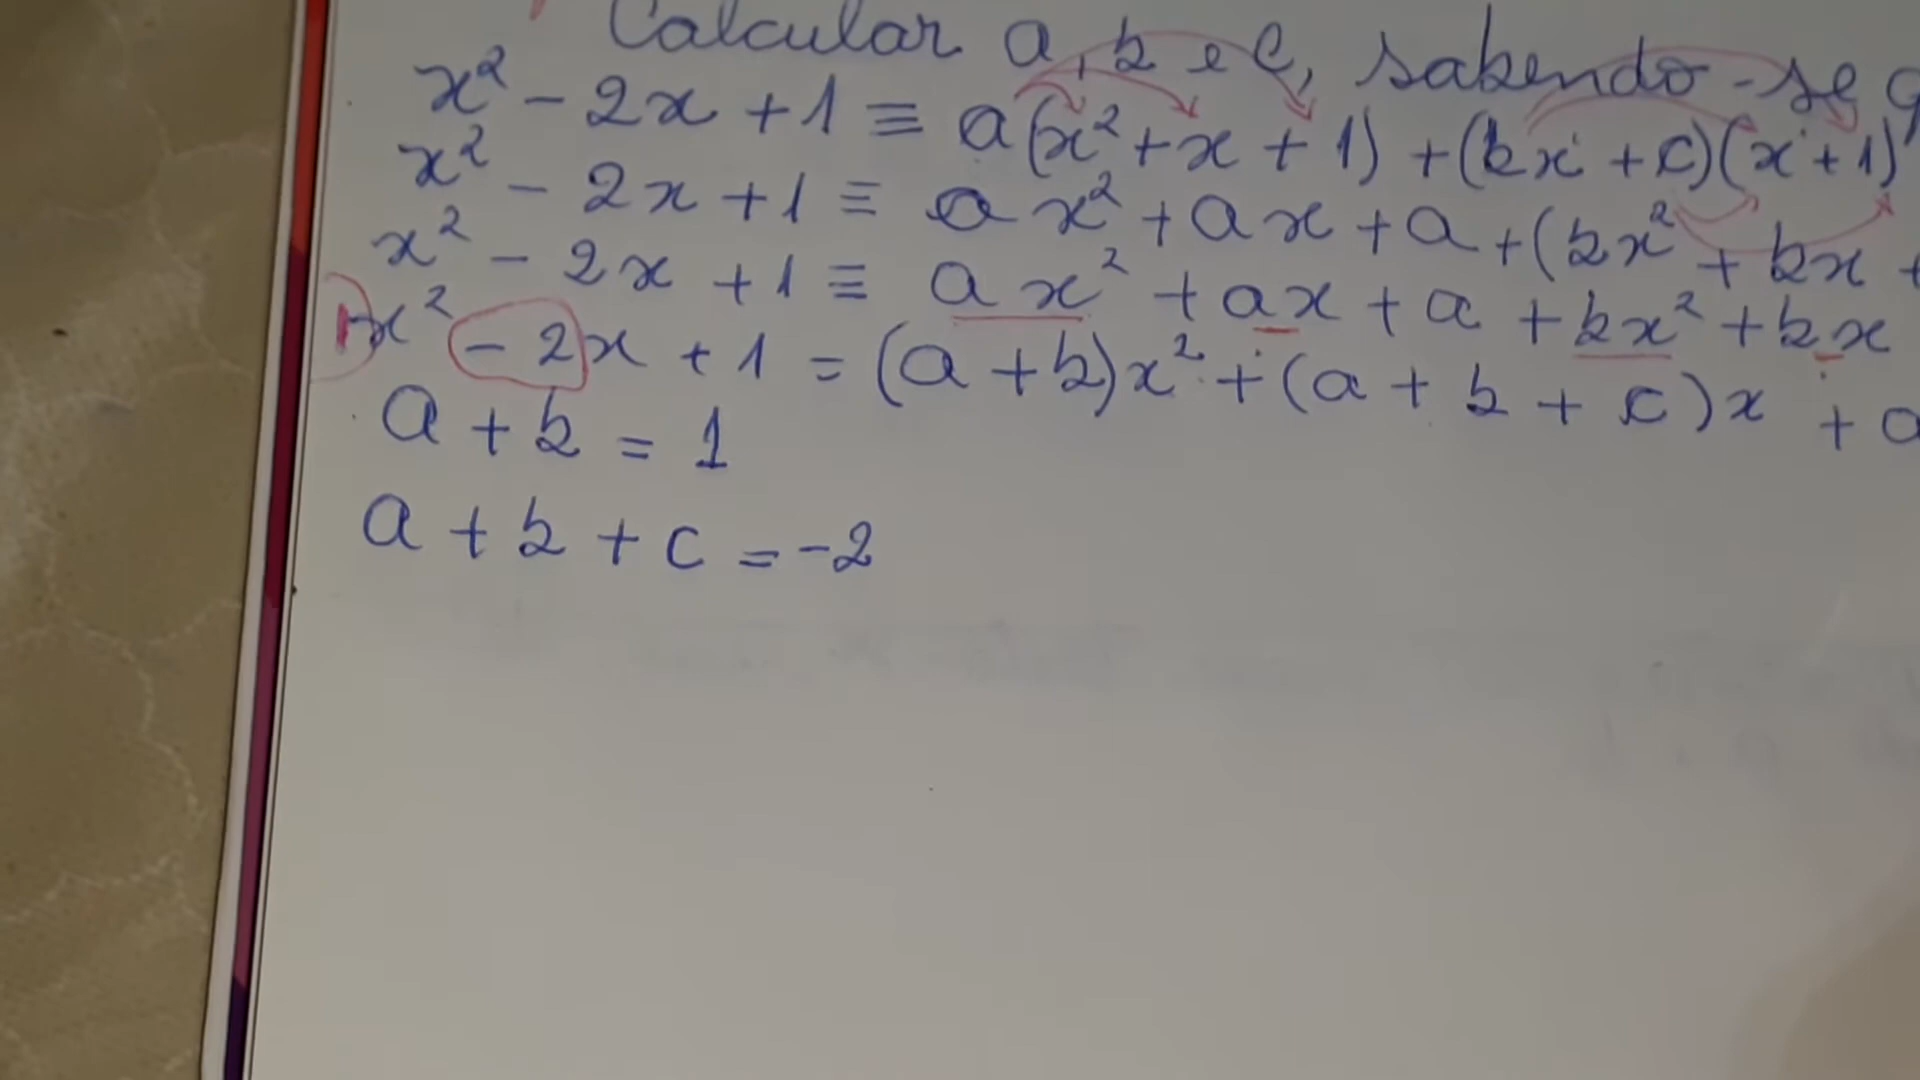 Calcular a, b e c, sabendo-se q
x² - 2x + 1 ≡ a(x² + x + 1) + (bx + c)(x + 1)
x² - 2x + 1 ≡ ax² + ax + a + (bx² + bx +
x² - 2x + 1 ≡ ax² + ax + a + bx² + bx
1x² - 2x + 1 = (a + b)x² + (a + b + c)x + a
a + b = 1
a + b + c = -2